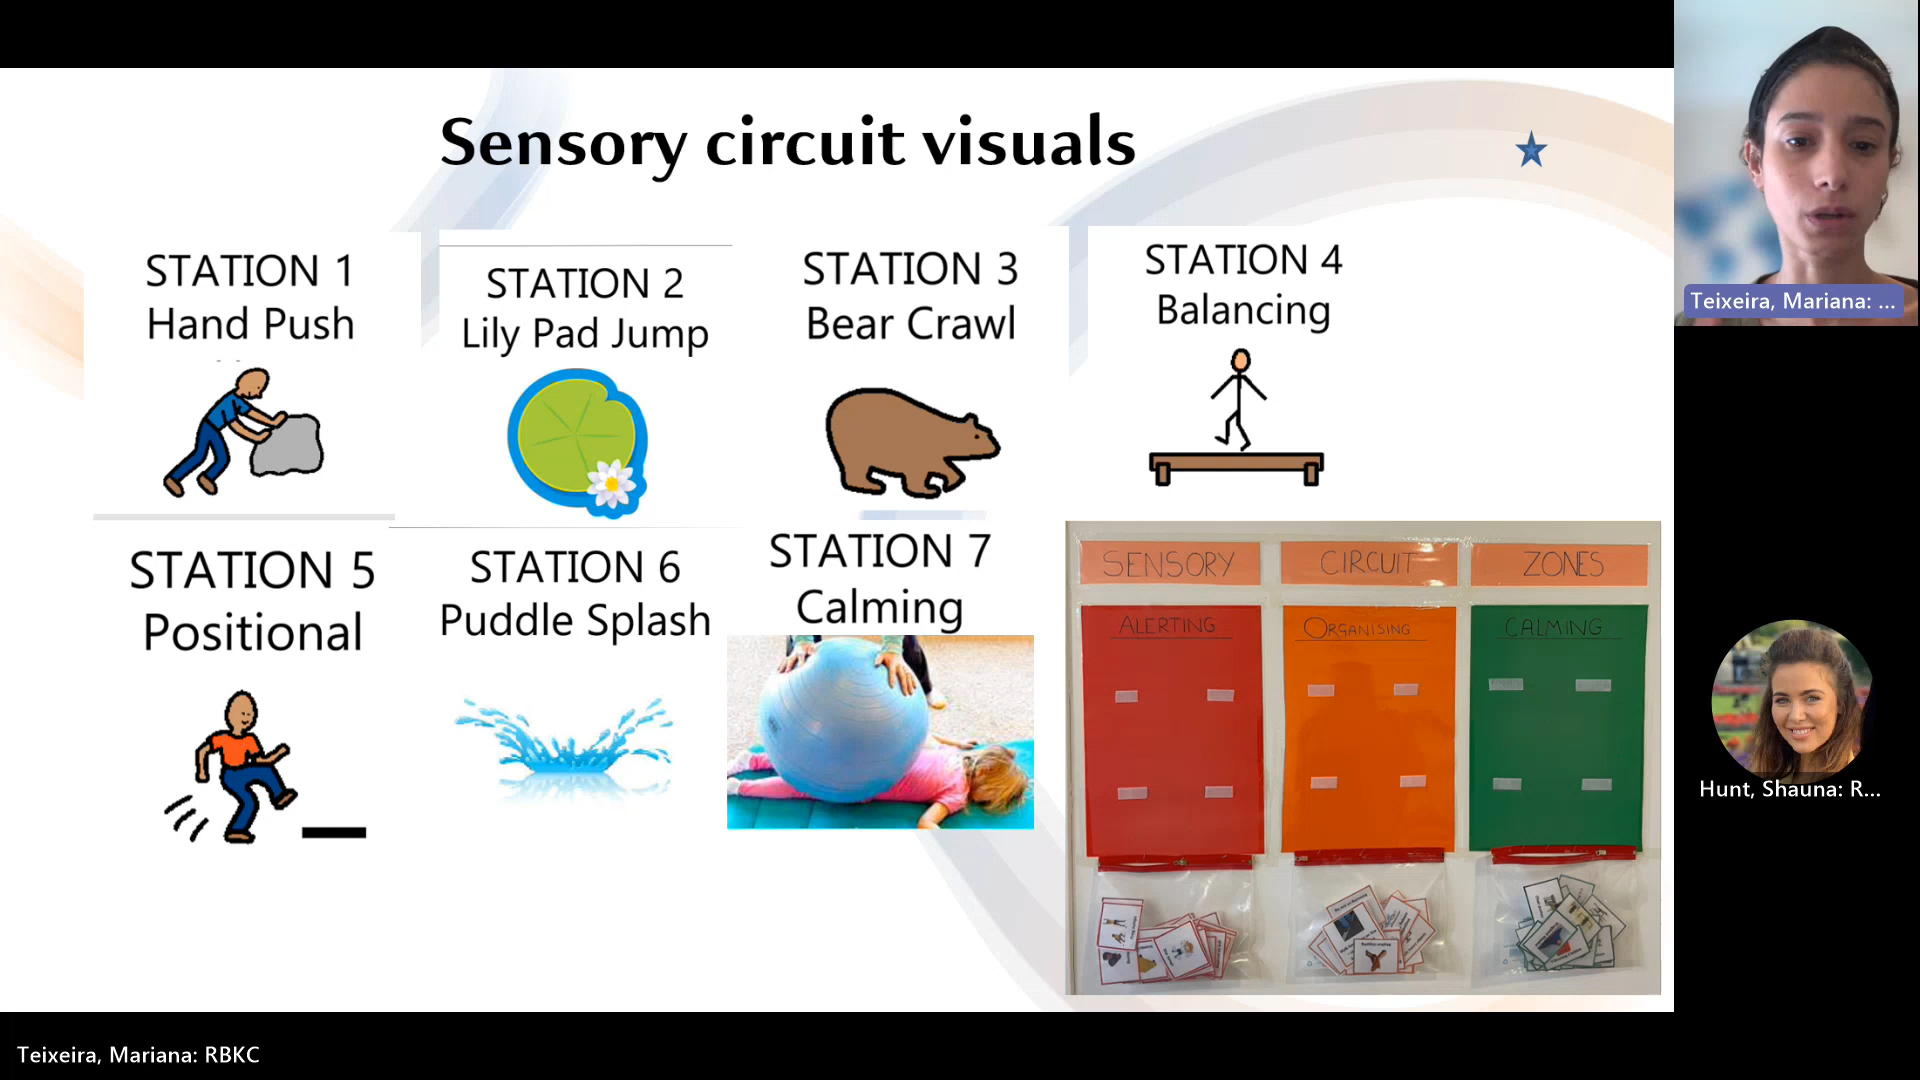 Sensory circuit visuals
STATION 1
Hand Push
STATION 2
Lily Pad Jump
STATION 3
Bear Crawl
STATION 4
Balancing
STATION 5
Positional
STATION 6
Puddle Splash
STATION 7
Calming
SENSORY CIRCUIT ZONES
ALERTING
ORGANISING
CALMING
Teixeira, Mariana: ...
Hunt, Shauna: R...
Teixeira, Mariana: RBKC